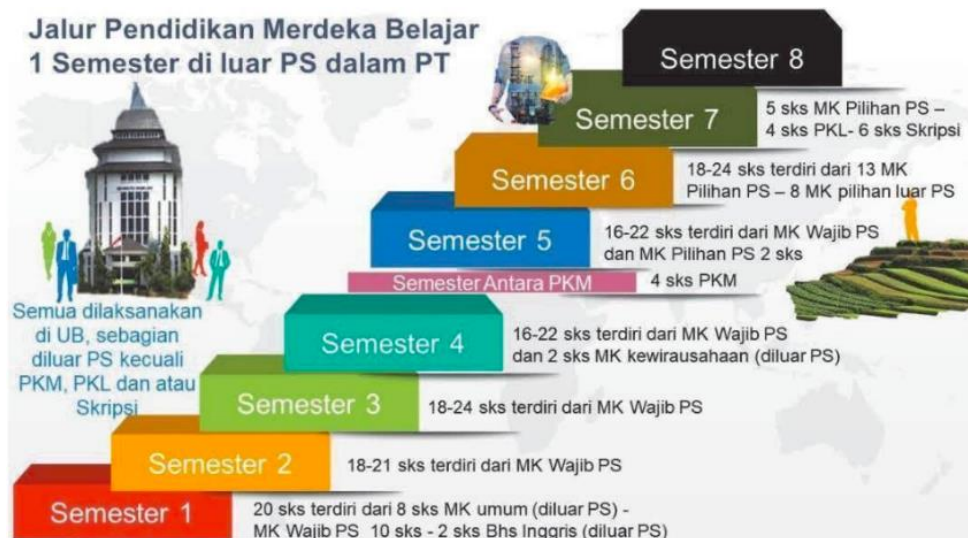 Jalur Pendidikan Merdeka Belajar
1 Semester di luar PS dalam PT
Semester 8
Semester 7
5 sks MK Pilihan PS –
4 sks PKL- 6 sks Skripsi
Semester 6
18-24 sks terdiri dari 13 MK
Pilihan PS – 8 MK pilihan luar PS
Semester 5
16-22 sks terdiri dari MK Wajib PS
dan MK Pilihan PS 2 sks
Semester Antara PKM
4 sks PKM
Semua dilaksanakan
di UB, sebagian
diluar PS kecuali
PKM, PKL dan atau
Skripsi
Semester 4
16-22 sks terdiri dari MK Wajib PS
dan 2 sks MK kewirausahaan (diluar PS)
Semester 3
18-24 sks terdiri dari MK Wajib PS
Semester 2
18-21 sks terdiri dari MK Wajib PS
Semester 1
20 sks terdiri dari 8 sks MK umum (diluar PS) -
MK Wajib PS 10 sks - 2 sks Bhs Inggris (diluar PS)